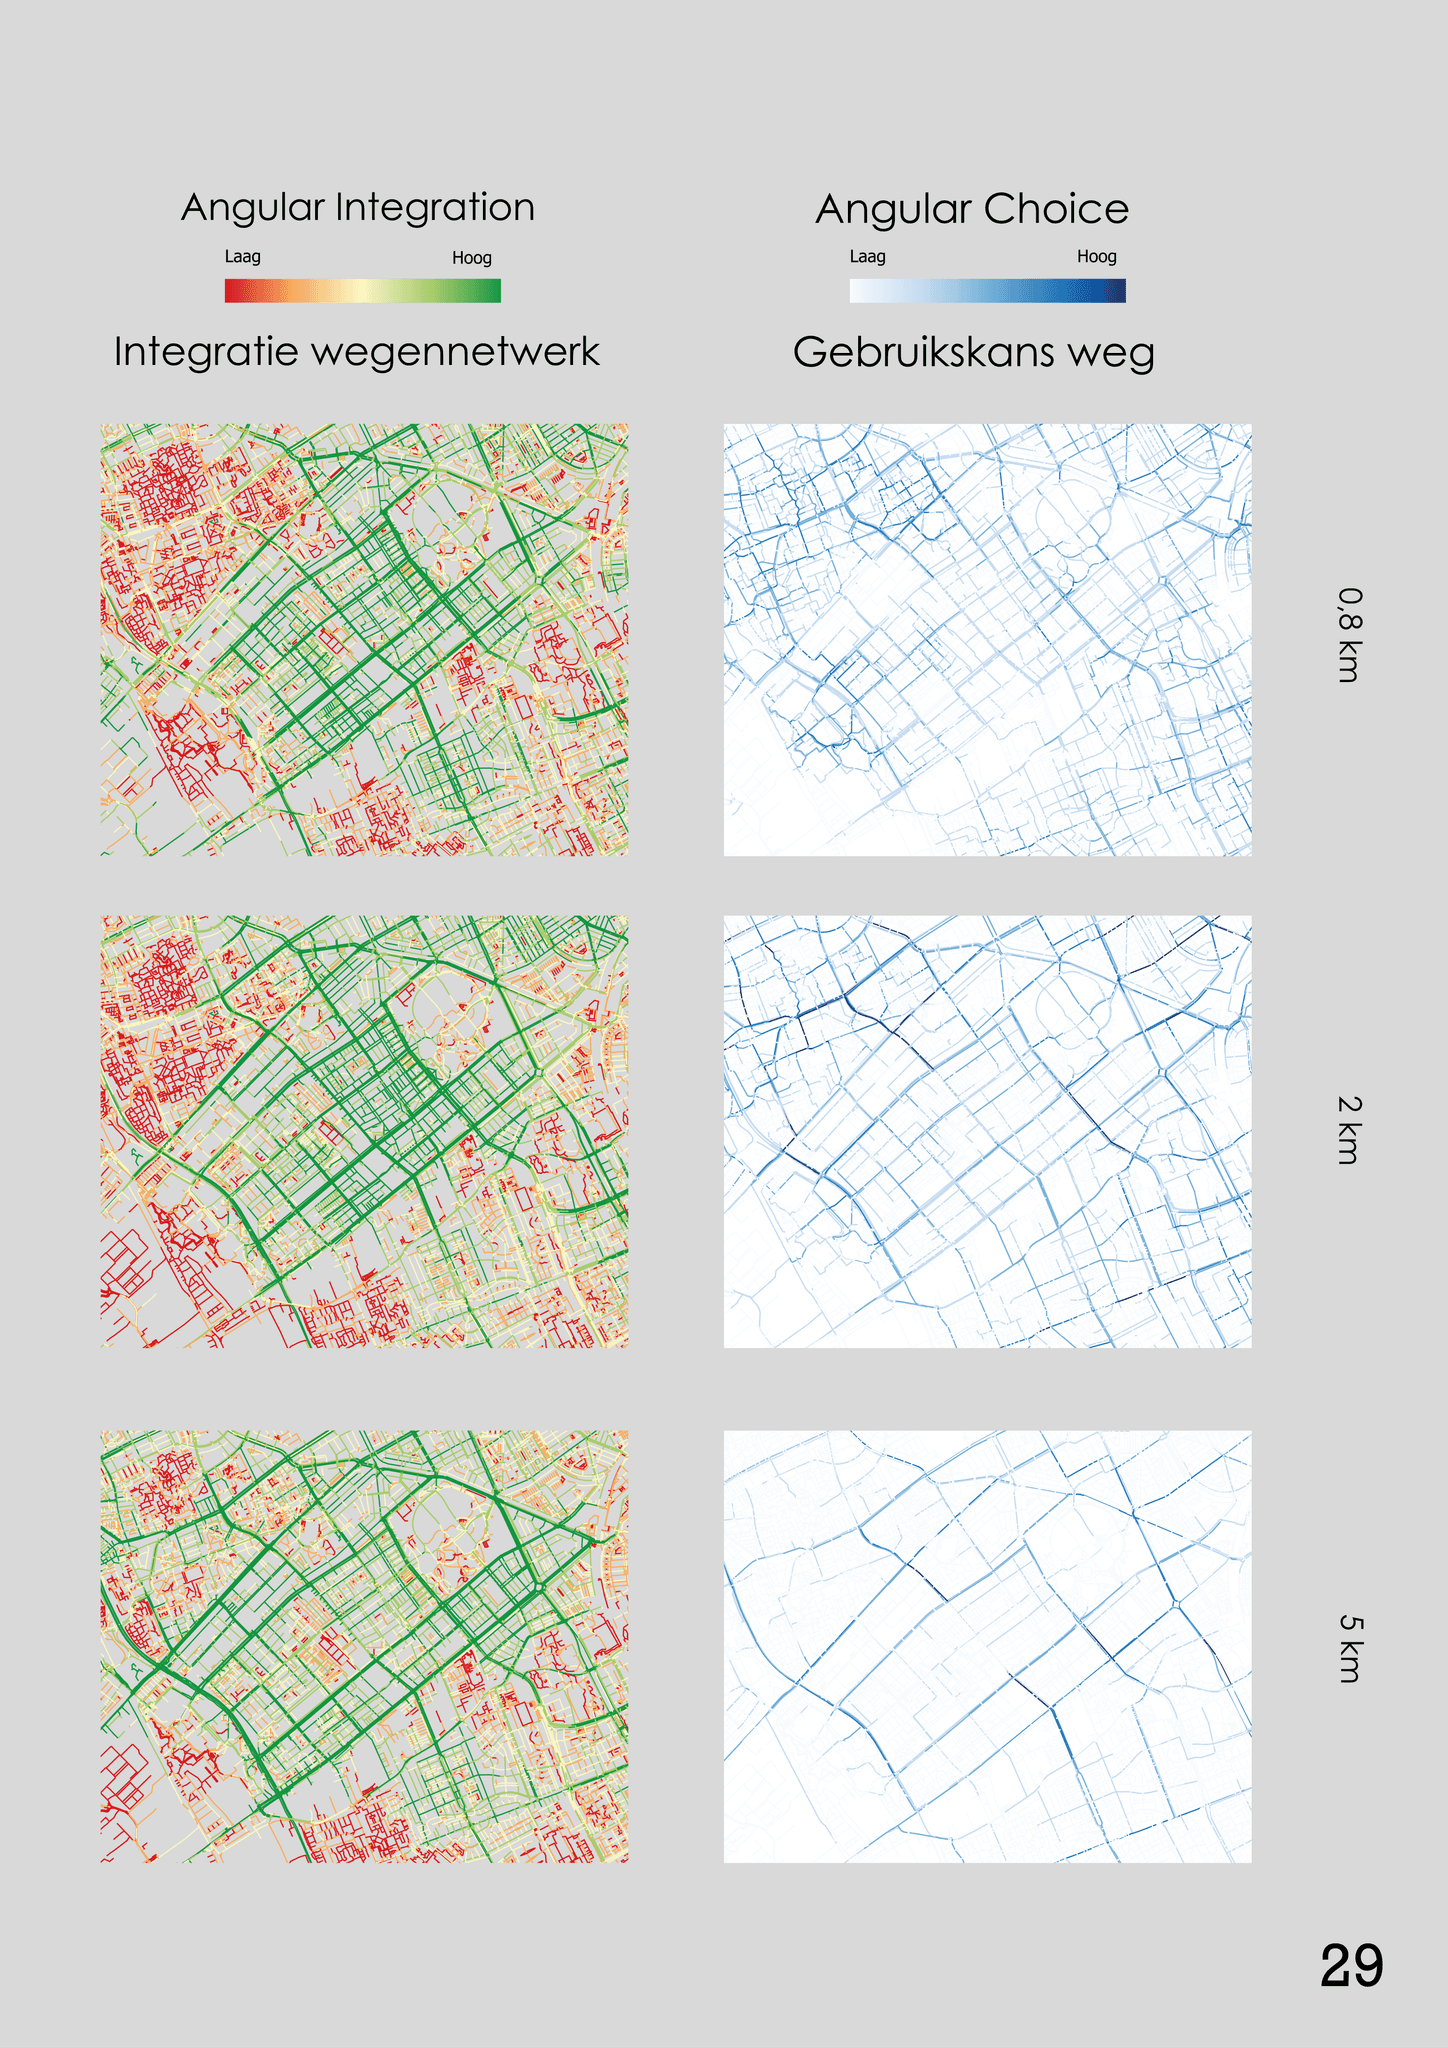 Angular Integration
Laag Hoog
Integratie wegennetwerk
Angular Choice
Laag Hoog
Gebruikskans weg
0,8 km
2 km
5 km
29